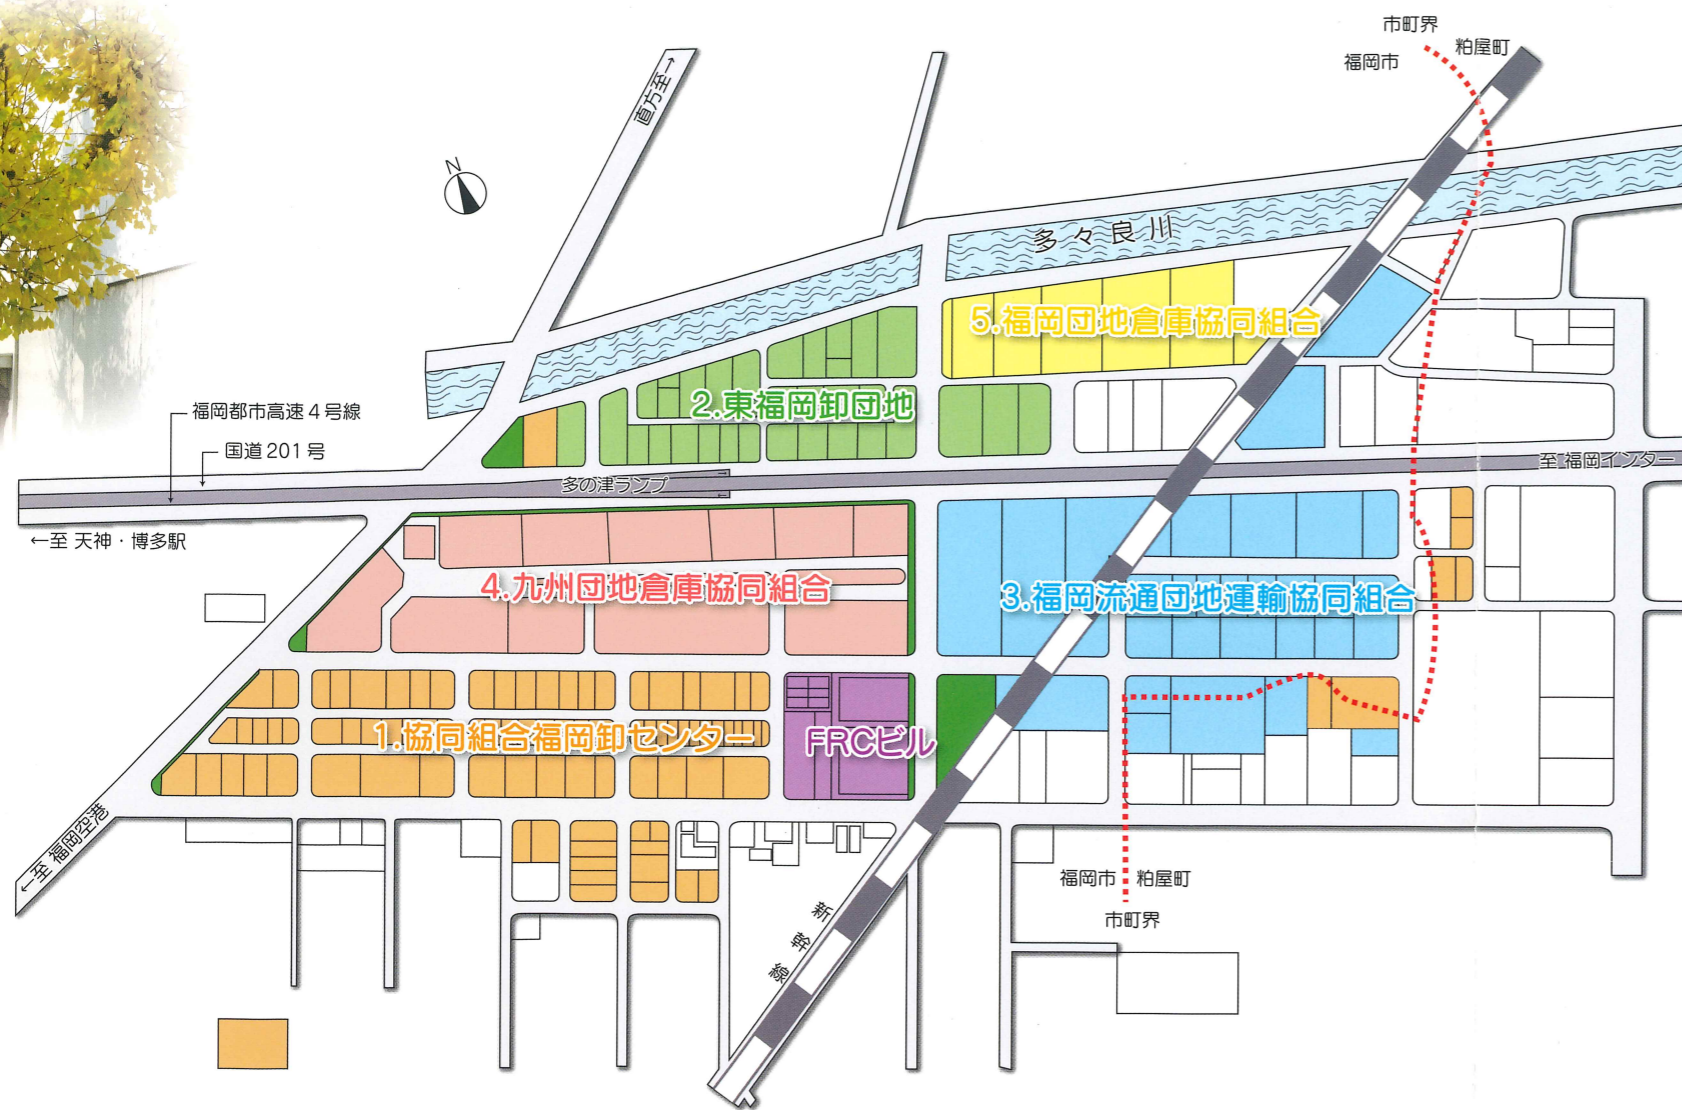 市町界
福岡市
粕屋町
直方至→
N
多々良川
5.福岡団地倉庫協同組合
2.東福岡卸団地
福岡都市高速4号線
国道201号
多の津ランプ
→
←
至 福岡インター
←至 天神・博多駅
4.九州団地倉庫協同組合
3.福岡流通団地運輸協同組合
1.協同組合福岡卸センター
FRCビル
←至 福岡空港
福岡市
粕屋町
市町界
新幹線